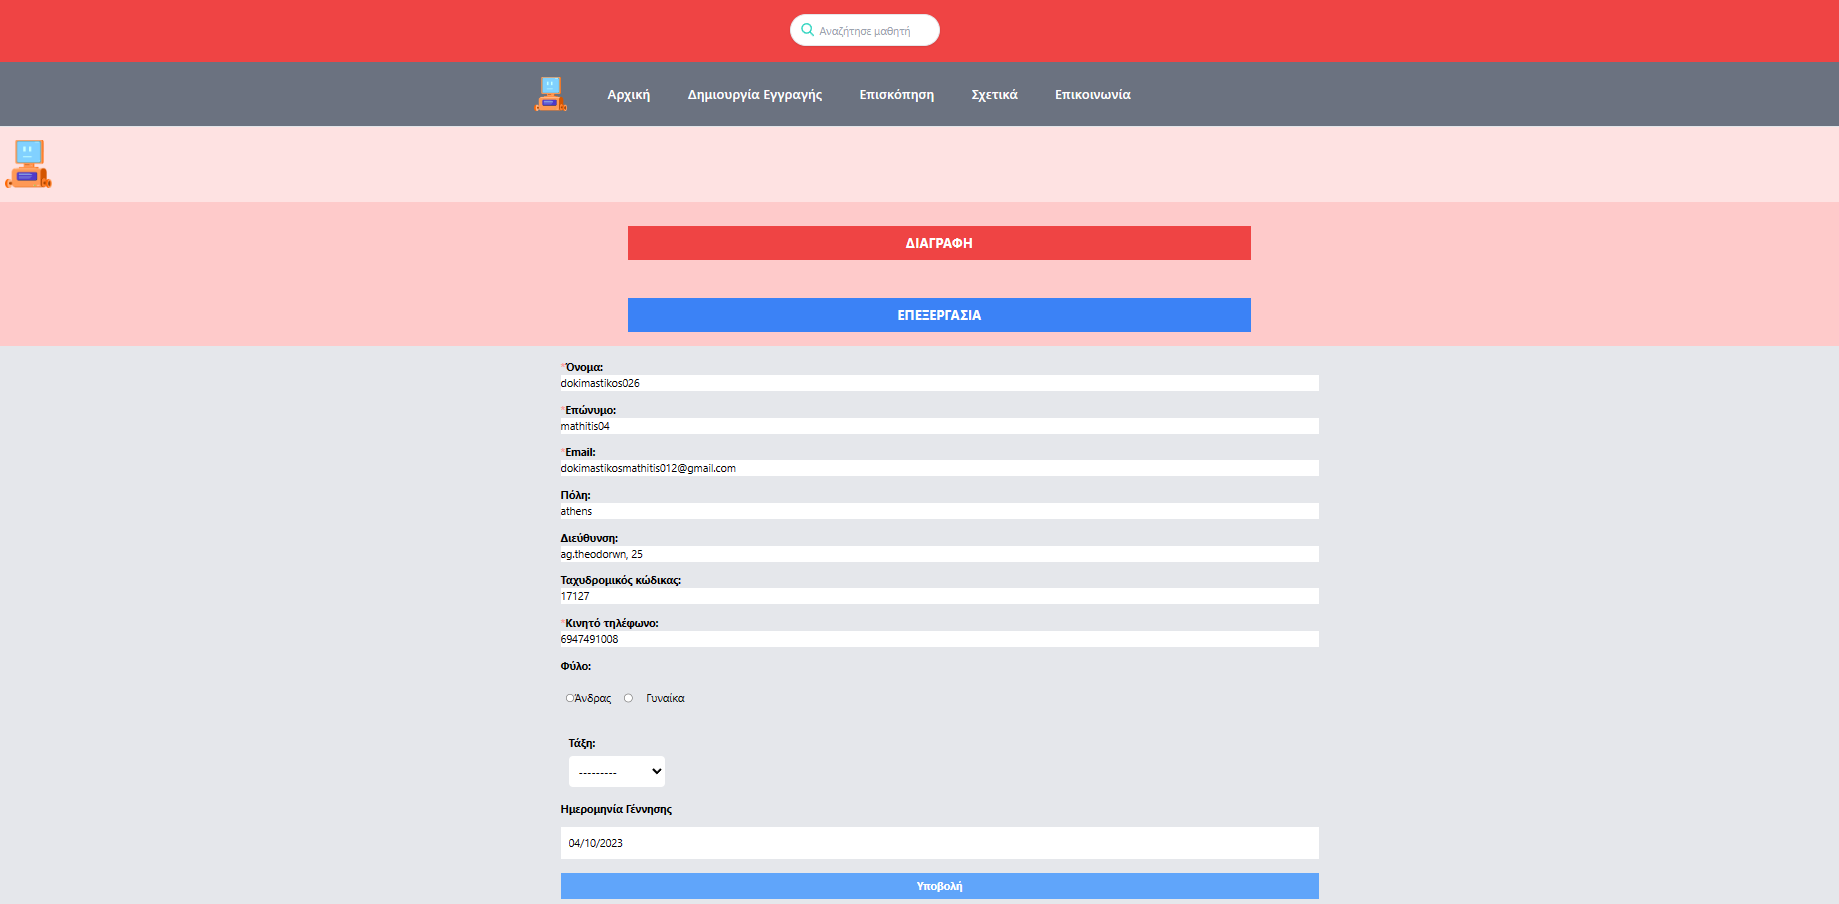 Αναζήτησε μαθητή
Αρχική Δημιουργία Εγγραγής Επισκόπηση Σχετικά Επικοινωνία
ΔΙΑΓΡΑΦΗ
ΕΠΕΞΕΡΓΑΣΙΑ
*Όνομα:
dokimastikos026
*Επώνυμο:
mathitis04
*Email:
dokimastikosmathitis012@gmail.com
Πόλη:
athens
Διεύθυνση:
ag.theodorwn, 25
Ταχυδρομικός κώδικας:
17127
*Κινητό τηλέφωνο:
6947491008
Φύλο:
Άνδρας Γυναίκα
Τάξη:
---------
Ημερομηνία Γέννησης
04/10/2023
Υποβολή